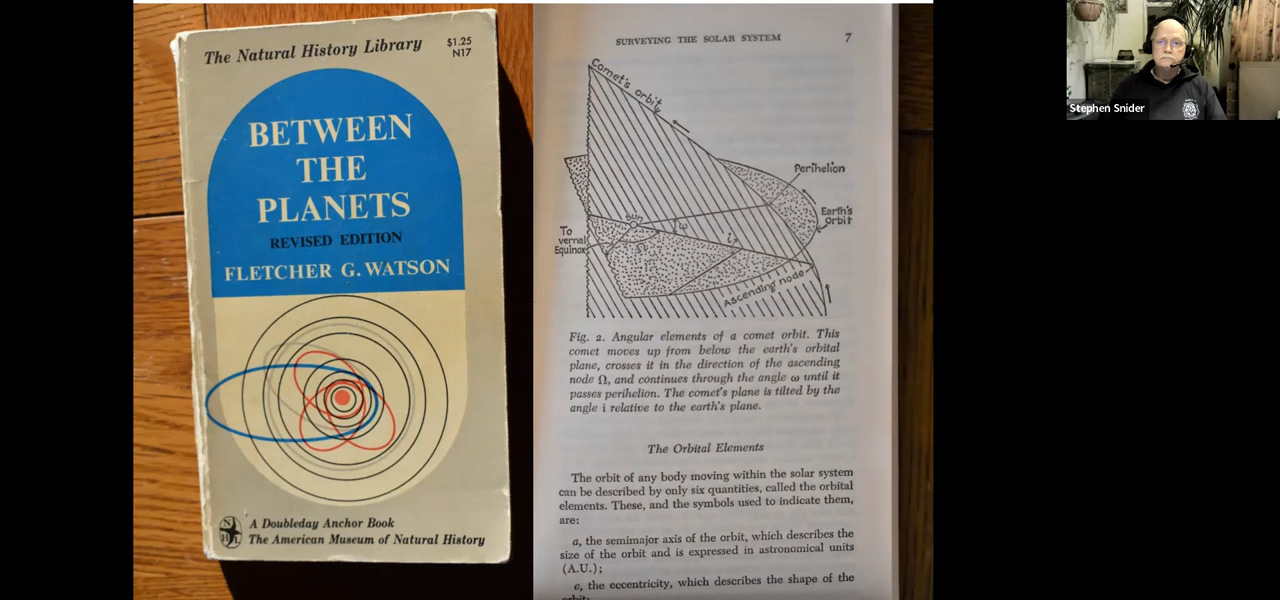 The Natural History Library
$1.25
N17
BETWEEN
THE
PLANETS
REVISED EDITION
FLETCHER G. WATSON
A Doubleday Anchor Book
The American Museum of Natural History
SURVEYING THE SOLAR SYSTEM 7
Comet's orbit
Perihelion
Earth's
Orbit
Sun
ω
i
Ω
To
vernal
Equinox
Ascending node
Fig. 2. Angular elements of a comet orbit. This
comet moves up from below the earth's orbital
plane, crosses it in the direction of the ascending
node Ω, and continues through the angle ω until it
passes perihelion. The comet's plane is tilted by the
angle i relative to the earth's plane.
The Orbital Elements
The orbit of any body moving within the solar system
can be described by only six quantities, called the orbital
elements. These, and the symbols used to indicate them,
are:
a, the semimajor axis of the orbit, which describes the
size of the orbit and is expressed in astronomical units
(A.U.);
e, the eccentricity, which describes the shape of the
orbit;
Stephen Snider